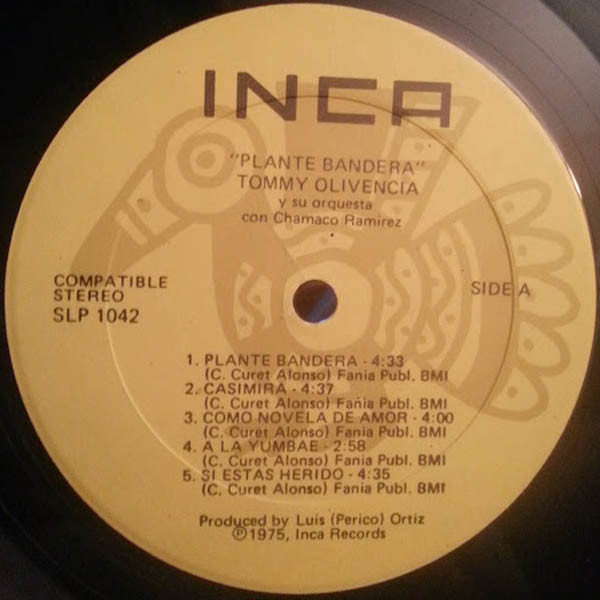 INCA
"PLANTE BANDERA"
TOMMY OLIVENCIA
y su orquesta
con Chamaco Ramirez
COMPATIBLE
STEREO
SLP 1042
SIDE A
1. PLANTE BANDERA - 4:33
(C. Curet Alonso) Fania Publ. BMI
2. CASIMIRA - 4:37
(C. Curet Alonso) Fania Publ. BMI
3. COMO NOVELA DE AMOR - 4:00
(C. Curet Alonso) Fania Publ. BMI
4. A LA YUMBAE - 2:58
(C. Curet Alonso) Fania Publ. BMI
5. SI ESTAS HERIDO - 4:35
(C. Curet Alonso) Fania Publ. BMI
Produced by Luis (Perico) Ortiz
Ⓟ1975, Inca Records